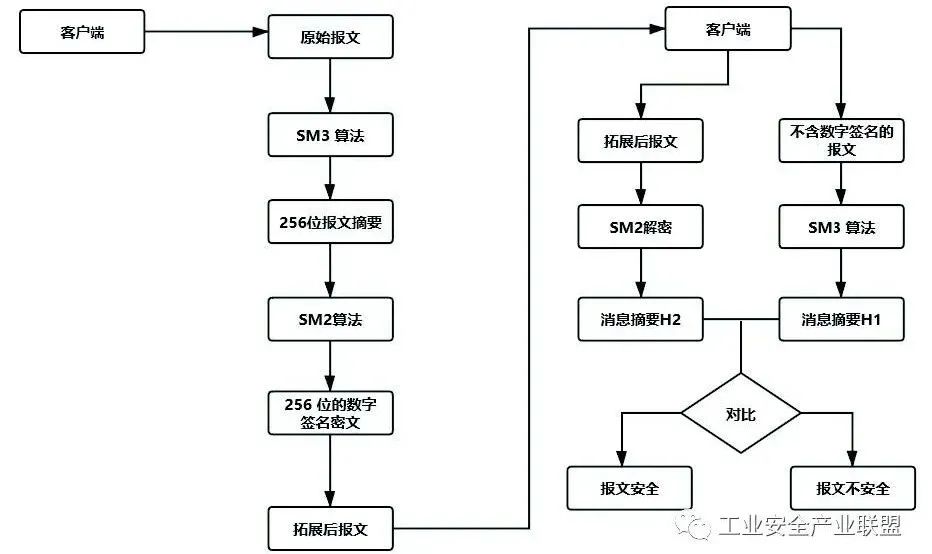 客户端
原始报文
SM3 算法
256位报文摘要
SM2算法
256 位的数字
签名密文
拓展后报文
客户端
拓展后报文
不含数字签名的
报文
SM2解密
SM3 算法
消息摘要H2
消息摘要H1
对比
报文安全
报文不安全
工业安全产业联盟